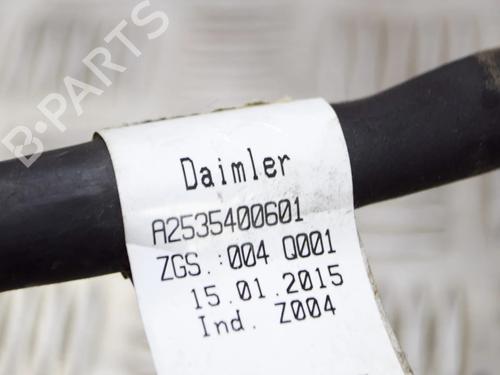 B-PARTS
Daimler
A2535400601
ZGS.:004 Q001
15.01.2015
Ind. Z004